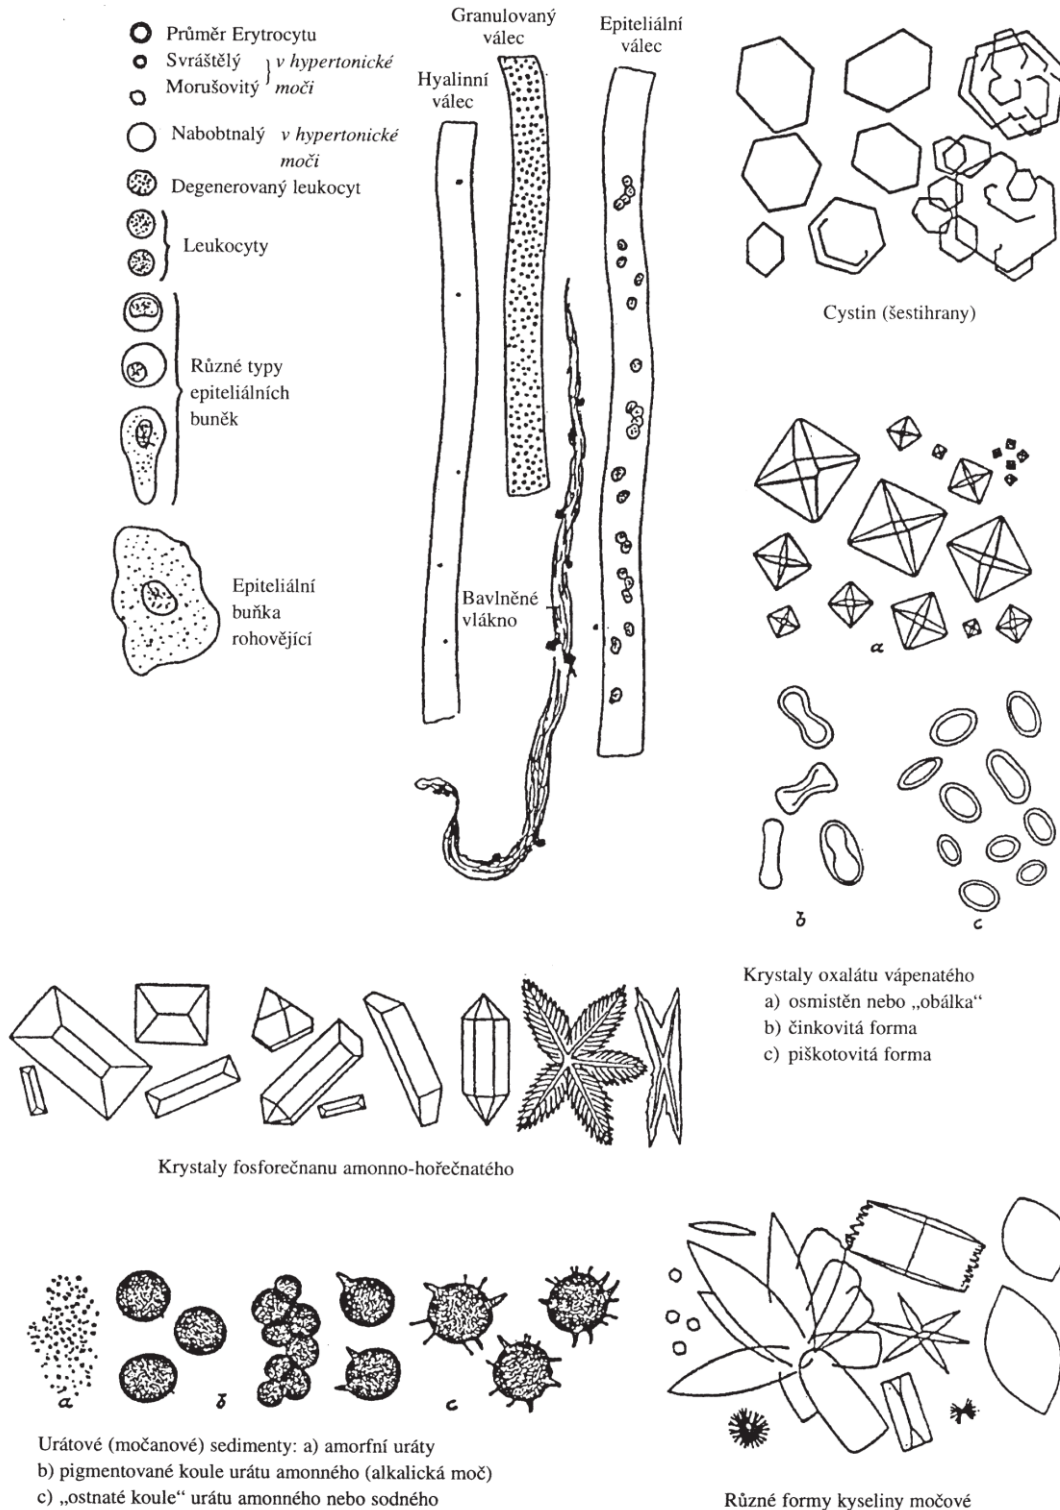 Průměr Erytrocytu
Svráštělý } v hypertonické
Morušovitý moči
Nabobtnalý v hypertonické
moči
Degenerovaný leukocyt
Leukocyty
Různé typy
epiteliálních
buněk
Epiteliální
buňka
rohovějící
Hyalinní
válec
Granulovaný
válec
Epiteliální
válec
Bavlněné
vlákno
Cystin (šestihrany)
a
b
c
Krystaly oxalátu vápenatého
a) osmistěn nebo „obálka“
b) činkovitá forma
c) piškotovitá forma
Krystaly fosforečnanu amonno-hořečnatého
a
b
c
Urátové (močanové) sedimenty: a) amorfní uráty
b) pigmentované koule urátu amonného (alkalická moč)
c) „ostnaté koule“ urátu amonného nebo sodného
Různé formy kyseliny močové